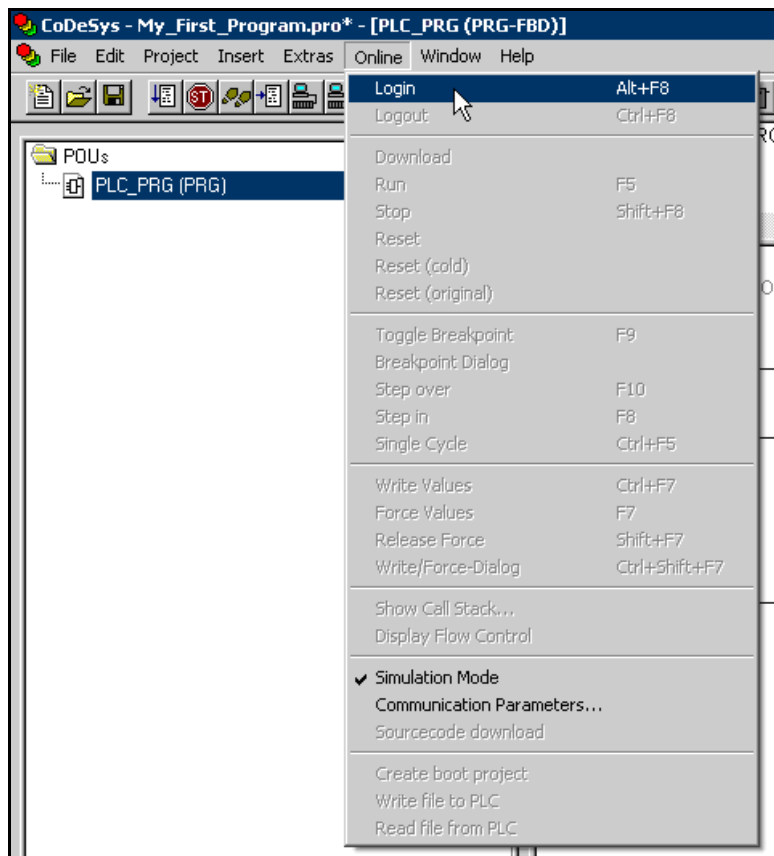 CoDeSys - My_First_Program.pro* - [PLC_PRG (PRG-FBD)]
File Edit Project Insert Extras Online Window Help
STOP
POUs
PLC_PRG (PRG)
Login Alt+F8
Logout Ctrl+F8
Download
Run F5
Stop Shift+F8
Reset
Reset (cold)
Reset (original)
Toggle Breakpoint F9
Breakpoint Dialog
Step over F10
Step in F8
Single Cycle Ctrl+F5
Write Values Ctrl+F7
Force Values F7
Release Force Shift+F7
Write/Force-Dialog Ctrl+Shift+F7
Show Call Stack...
Display Flow Control
Simulation Mode
Communication Parameters...
Sourcecode download
Create boot project
Write file to PLC
Read file from PLC